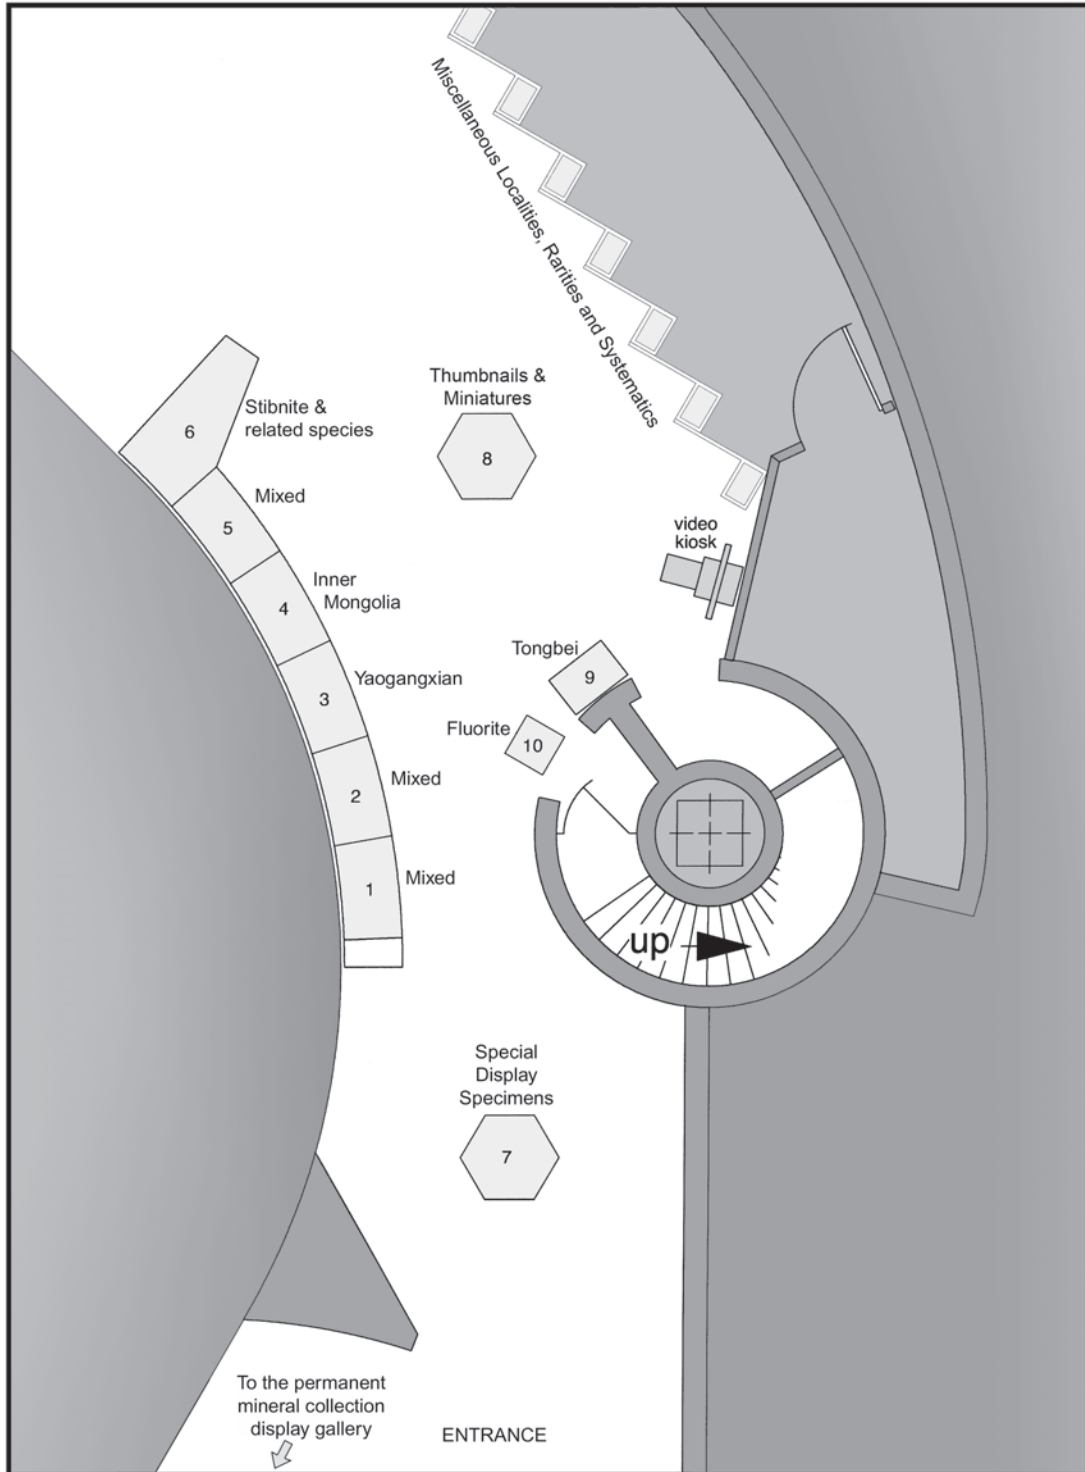 Miscellaneous Localities, Rarities and Systematics
Thumbnails &
Miniatures
8
Stibnite &
related species
6
Mixed
5
video
kiosk
Inner
Mongolia
4
Tongbei
9
Yaogangxian
3
Fluorite
10
Mixed
2
Mixed
1
up
Special
Display
Specimens
7
To the permanent
mineral collection
display gallery
ENTRANCE